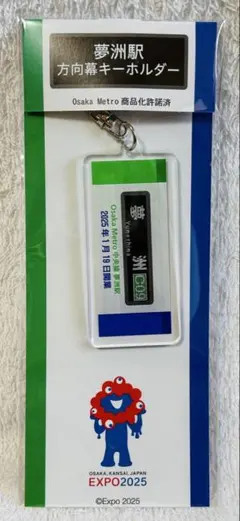 夢洲駅
方向幕キーホルダー
Osaka Metro 商品化許諾済
夢洲
Yumeshima
C09
Osaka Metro 中央線 夢洲駅
2025年1月19日開業
OSAKA, KANSAI, JAPAN
EXPO2025
©Expo 2025